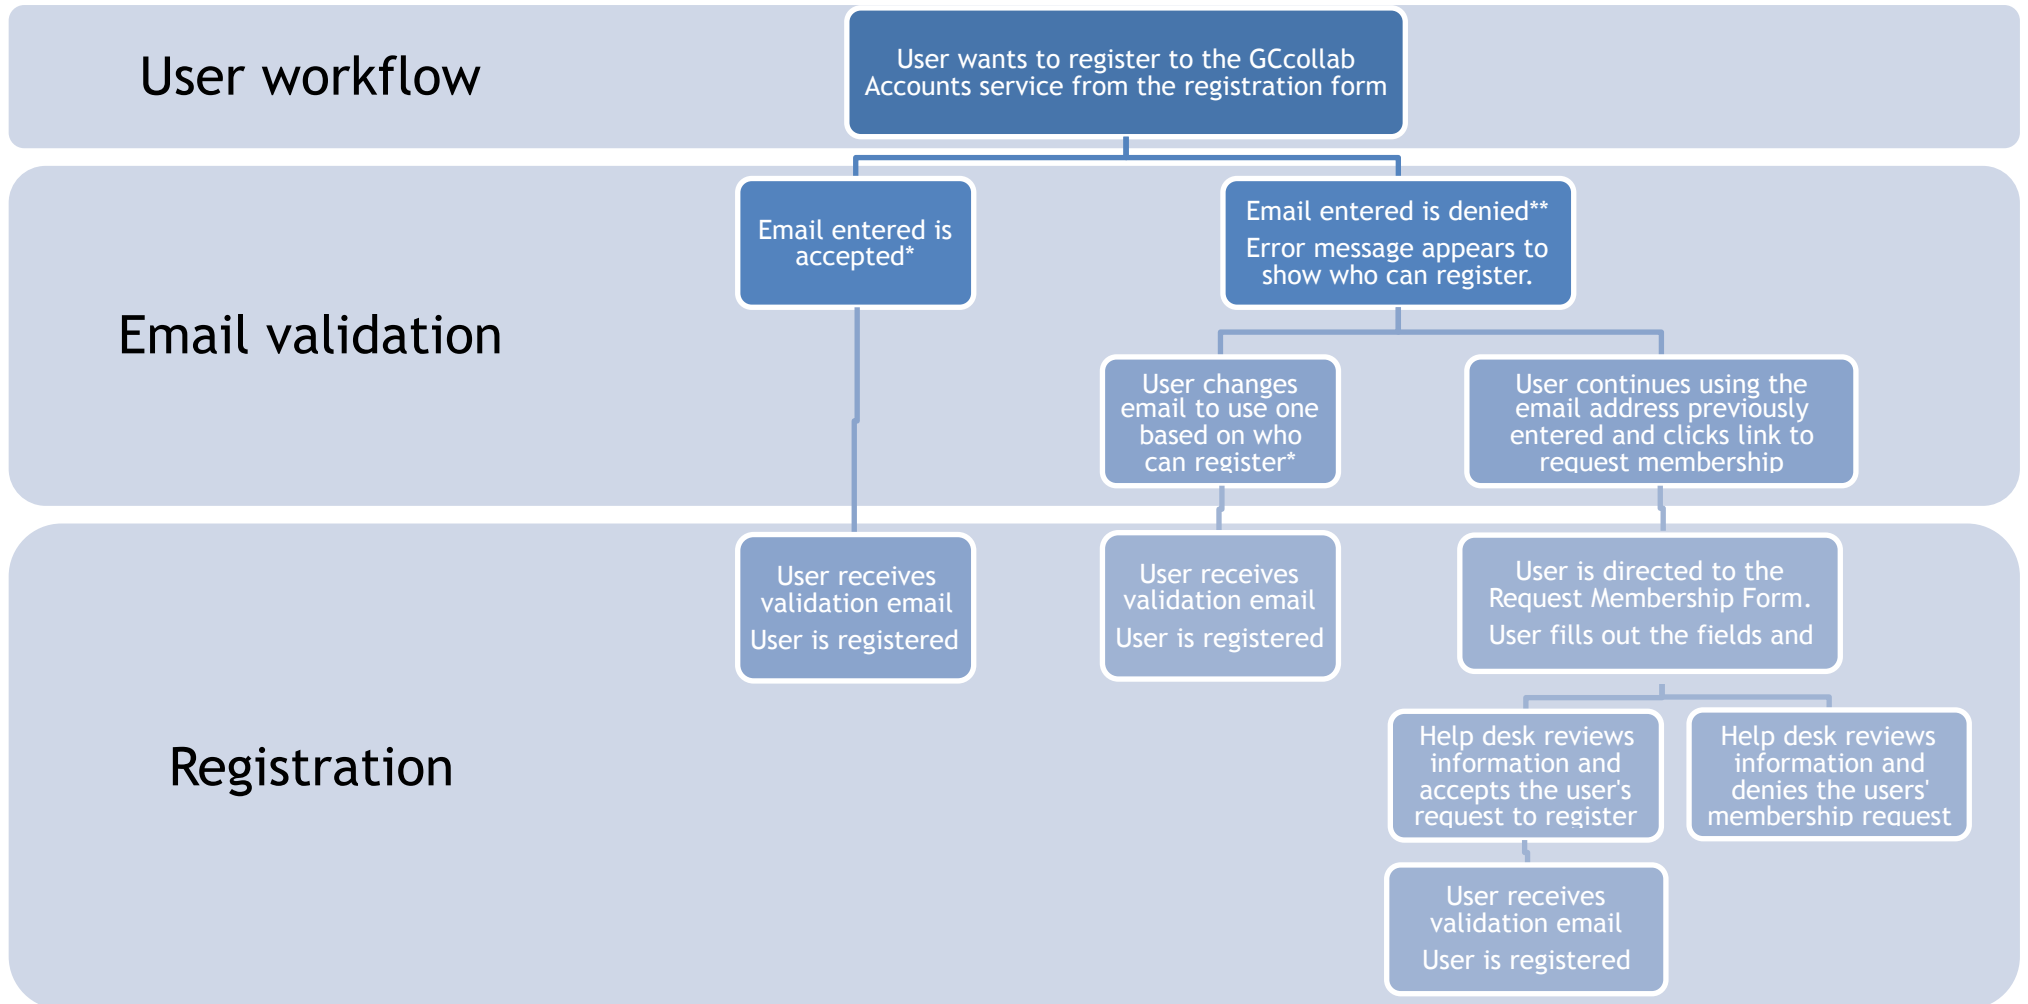 User workflow
User wants to register to the GCcollab
Accounts service from the registration form
Email validation
Email entered is
accepted*
Email entered is denied**
Error message appears to
show who can register.
User changes
email to use one
based on who
can register*
User continues using the
email address previously
entered and clicks link to
request membership
Registration
User receives
validation email
User is registered
User receives
validation email
User is registered
User is directed to the
Request Membership Form.
User fills out the fields and
Help desk reviews
information and
accepts the user's
request to register
Help desk reviews
information and
denies the users'
membership request
User receives
validation email
User is registered